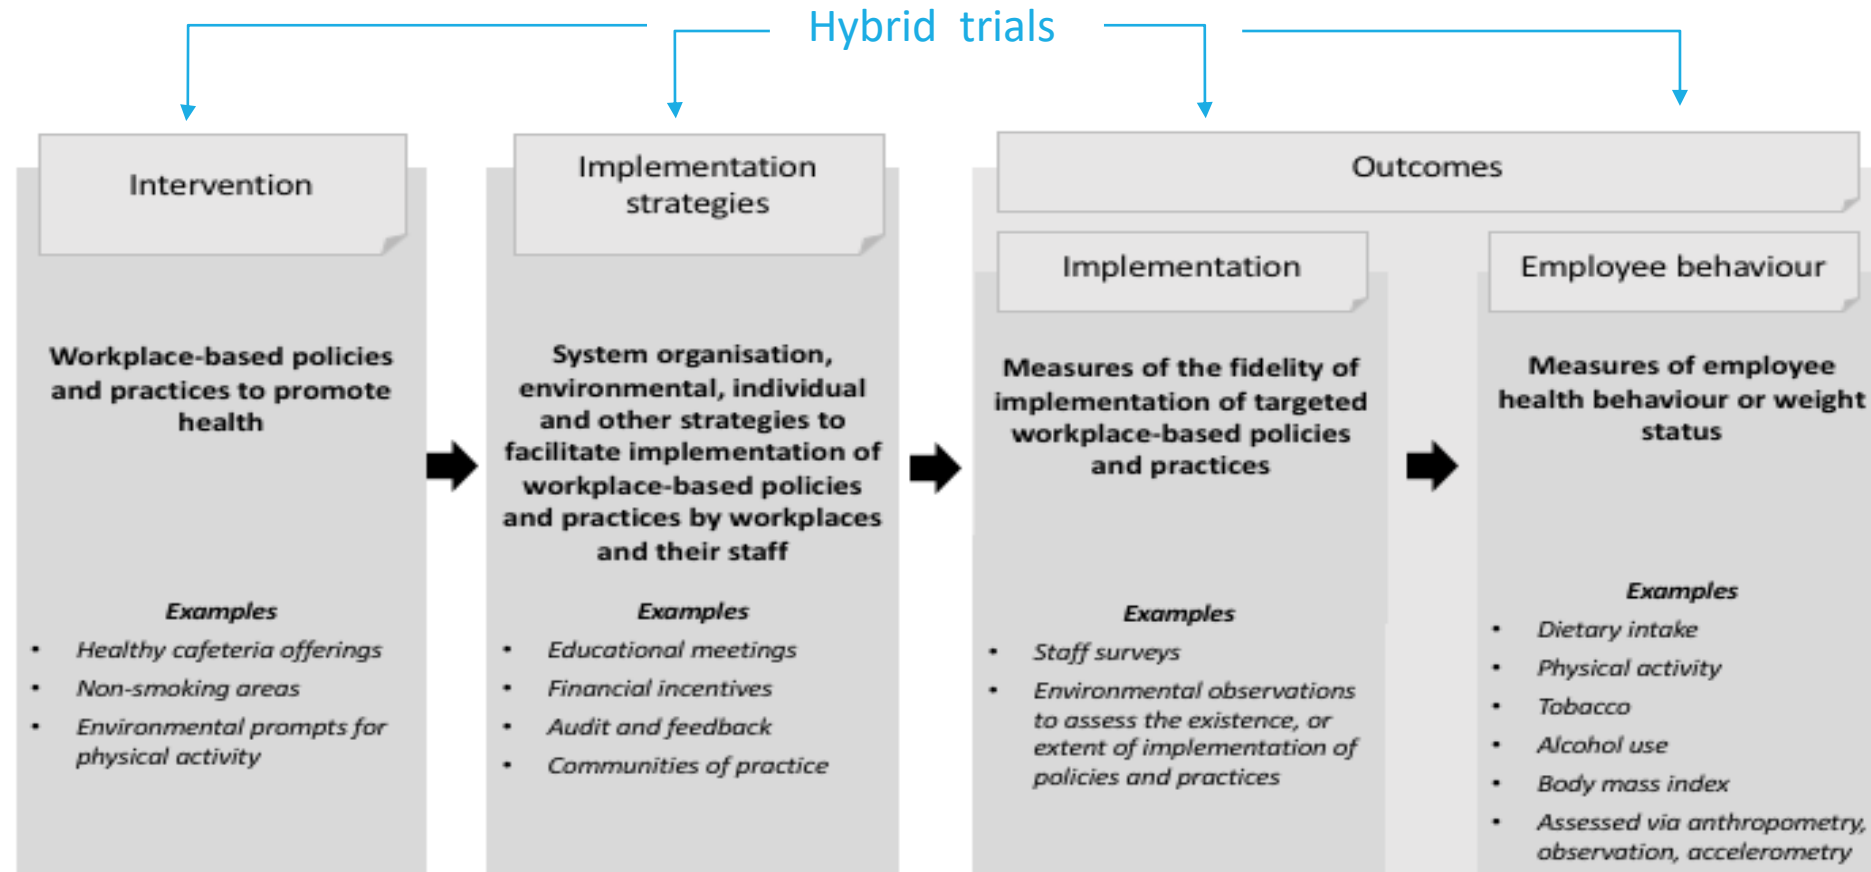 Hybrid trials
Intervention
Workplace-based policies
and practices to promote
health
Examples
• Healthy cafeteria offerings
• Non-smoking areas
• Environmental prompts for
physical activity
Implementation
strategies
System organisation,
environmental, individual
and other strategies to
facilitate implementation of
workplace-based policies
and practices by workplaces
and their staff
Examples
• Educational meetings
• Financial incentives
• Audit and feedback
• Communities of practice
Outcomes
Implementation
Measures of the fidelity of
implementation of targeted
workplace-based policies
and practices
Examples
• Staff surveys
• Environmental observations
to assess the existence, or
extent of implementation of
policies and practices
Employee behaviour
Measures of employee
health behaviour or weight
status
Examples
• Dietary intake
• Physical activity
• Tobacco
• Alcohol use
• Body mass index
• Assessed via anthropometry,
observation, accelerometry